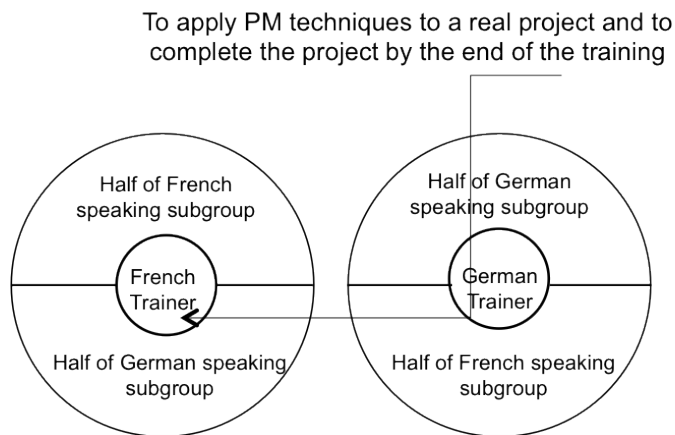 To apply PM techniques to a real project and to
complete the project by the end of the training
Half of French
speaking subgroup
French
Trainer
Half of German speaking
subgroup
Half of German
speaking subgroup
German
Trainer
Half of French speaking
subgroup